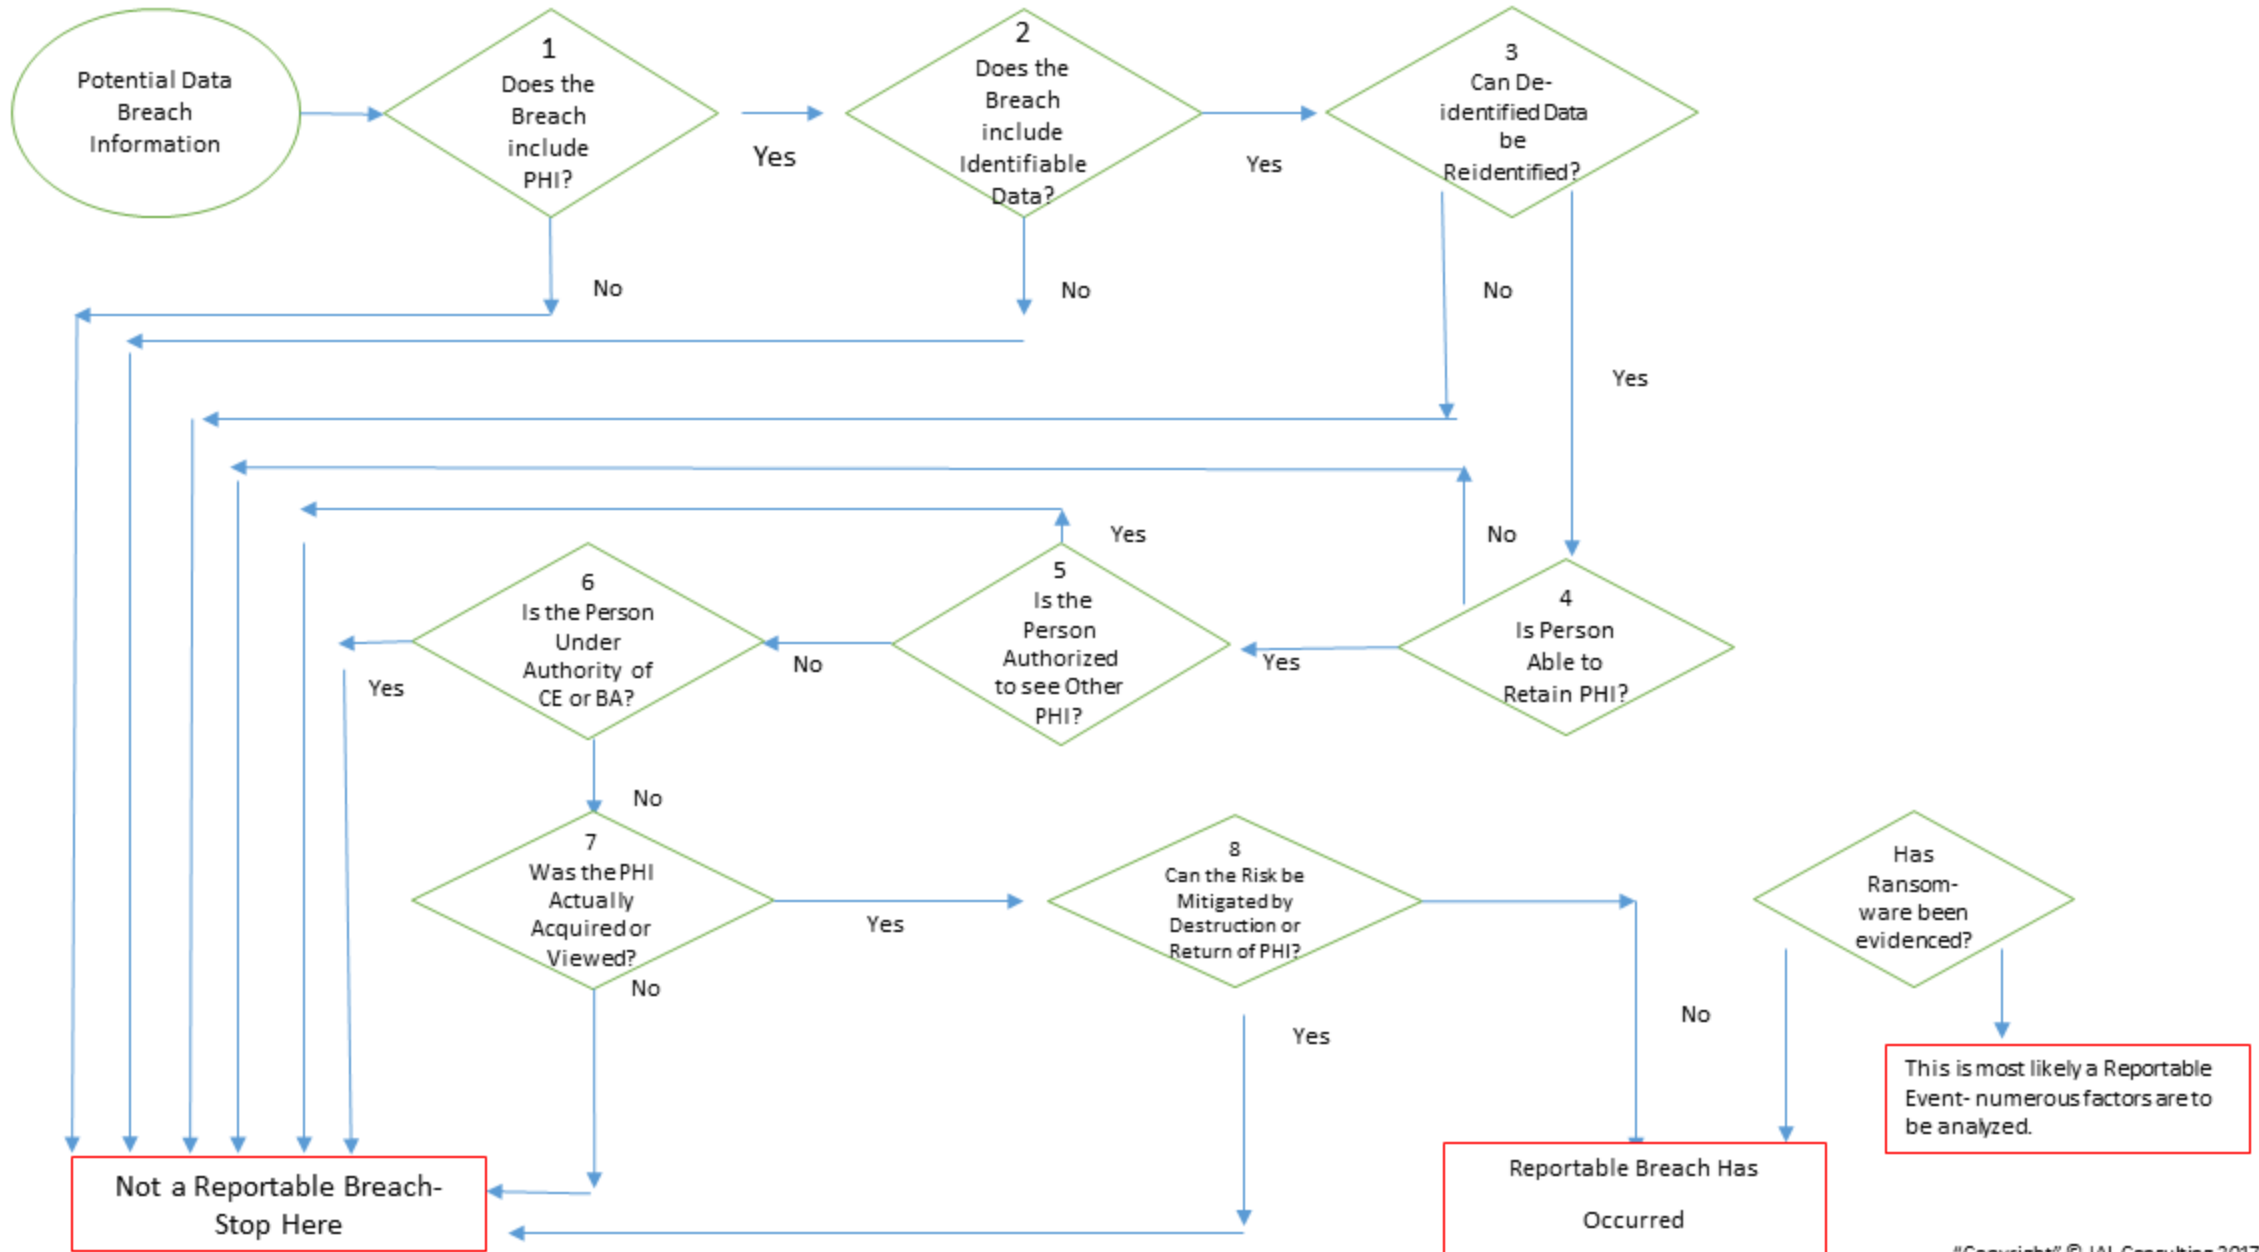 Potential Data
Breach
Information
1
Does the
Breach
include
PHI?
Yes
No
2
Does the
Breach
include
Identifiable
Data?
Yes
No
3
Can De-
identified Data
be
Reidentified?
No
Yes
4
Is Person
Able to
Retain PHI?
No
Yes
5
Is the
Person
Authorized
to see Other
PHI?
Yes
No
6
Is the Person
Under
Authority of
CE or BA?
Yes
No
7
Was the PHI
Actually
Acquired or
Viewed?
Yes
No
8
Can the Risk be
Mitigated by
Destruction or
Return of PHI?
Yes
No
Has
Ransom-
ware been
evidenced?
This is most likely a Reportable
Event- numerous factors are to
be analyzed.
Not a Reportable Breach-
Stop Here
Reportable Breach Has
Occurred
"Copyright" © Consulting 2017